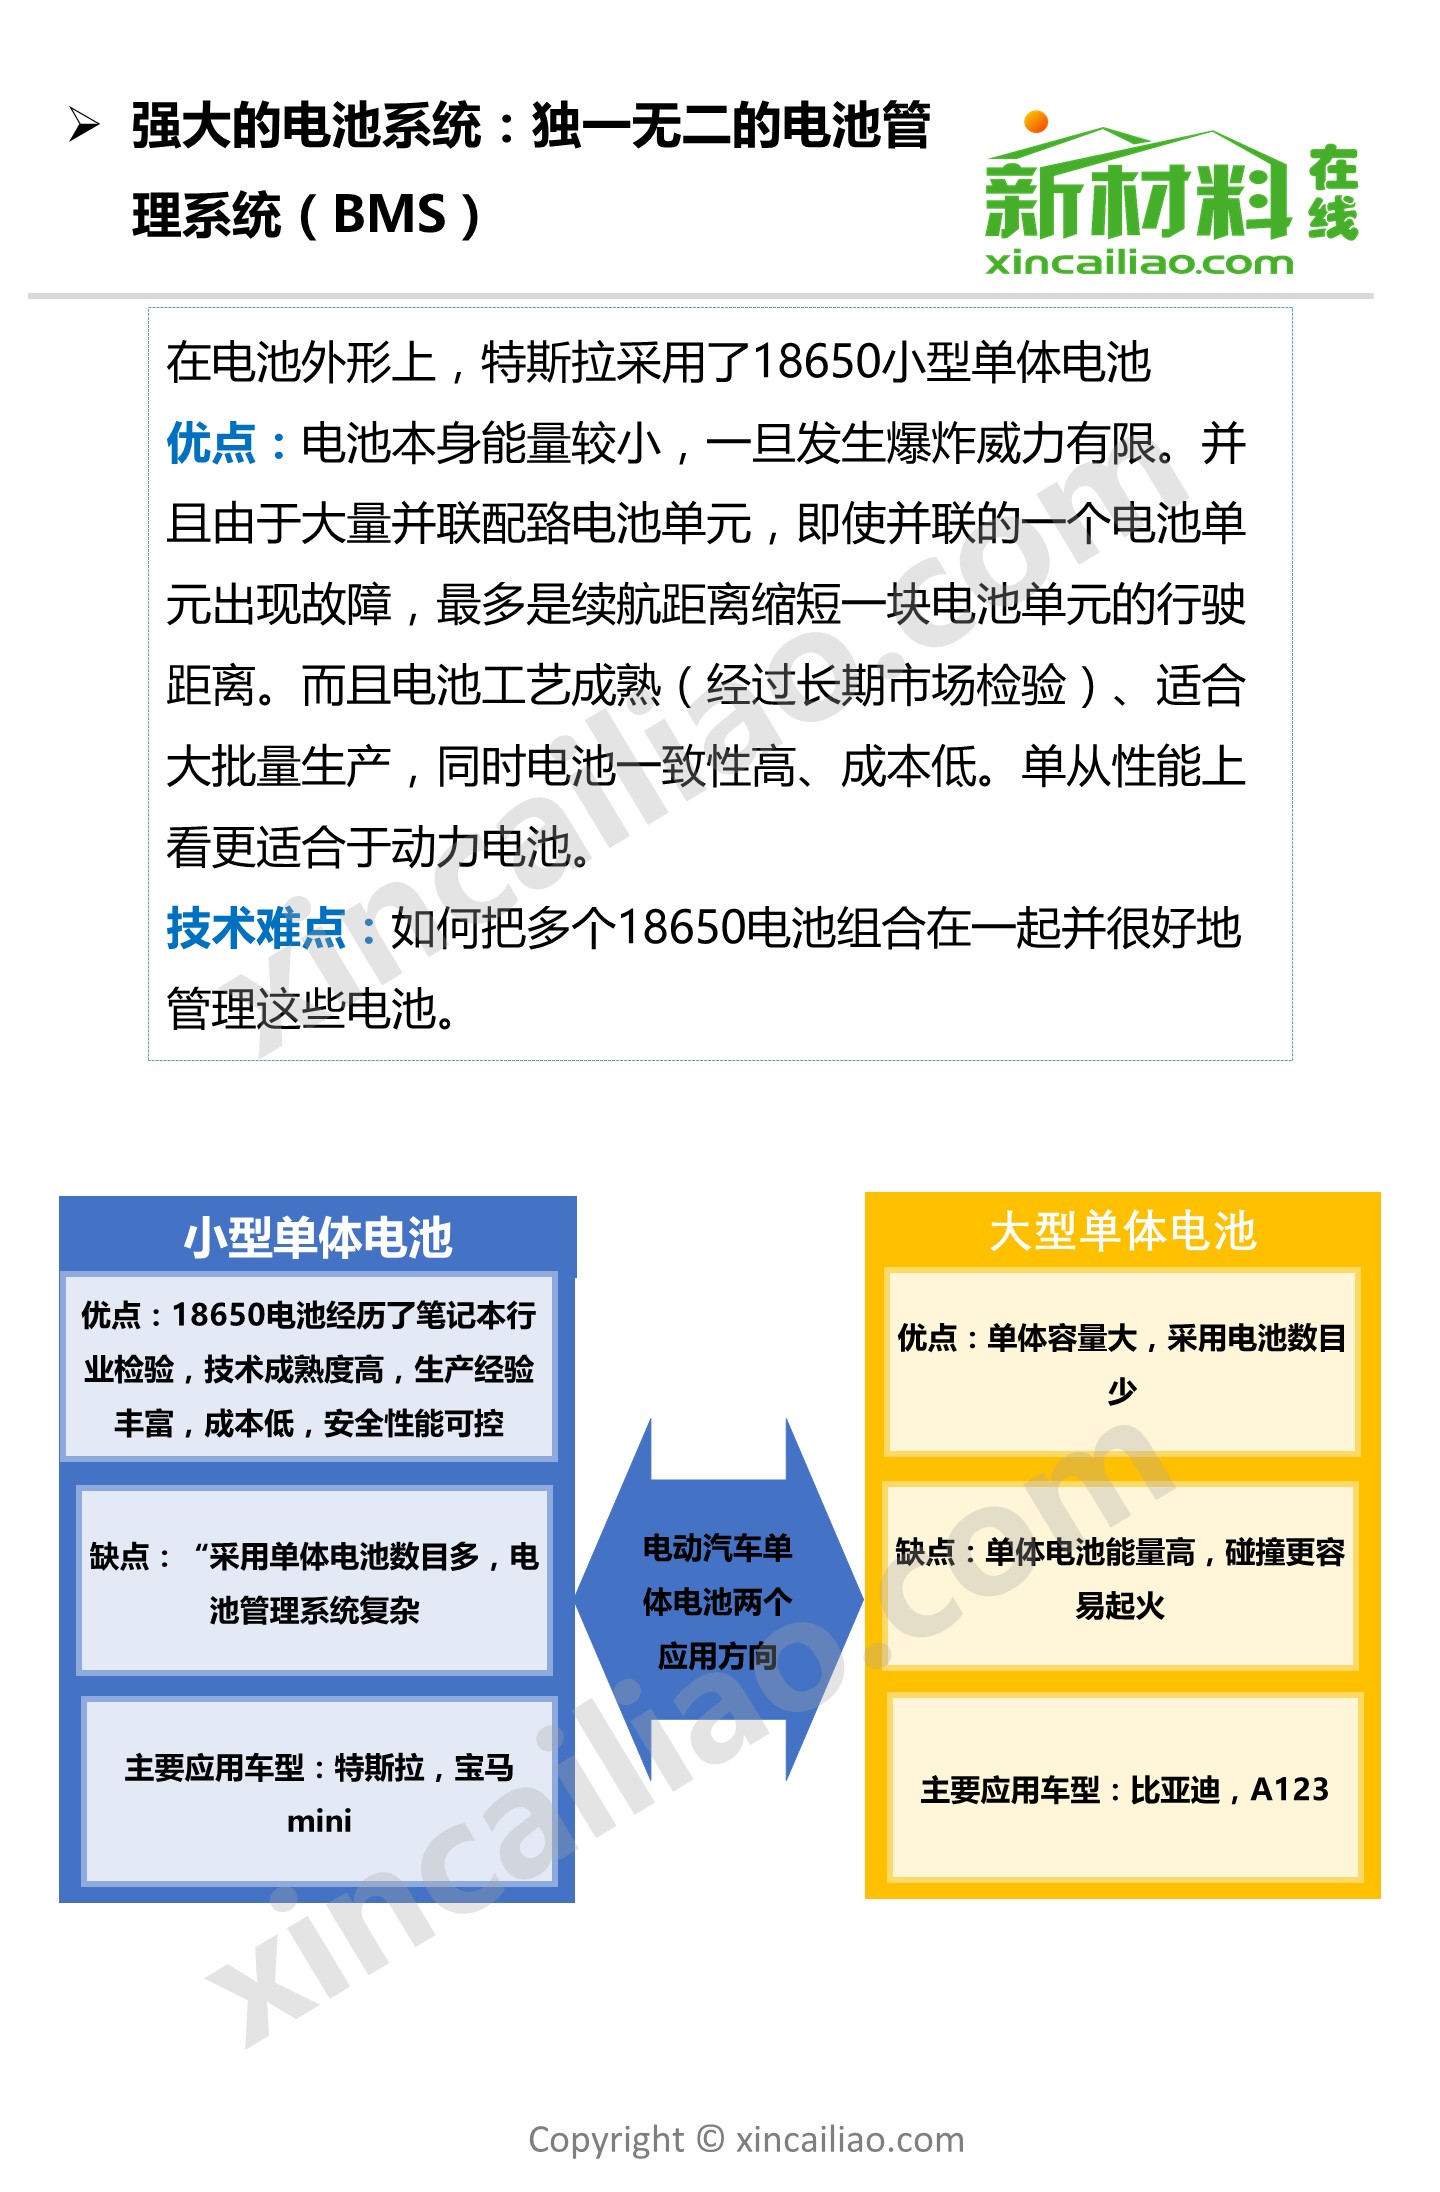 强大的电池系统：独一无二的电池管
理系统（BMS）
新材料在线
xincailiao.com
在电池外形上，特斯拉采用了18650小型单体电池
优点：电池本身能量较小，一旦发生爆炸威力有限。并
且由于大量并联配臵电池单元，即使并联的一个电池单
元出现故障，最多是续航距离缩短一块电池单元的行驶
距离。而且电池工艺成熟（经过长期市场检验）、适合
大批量生产，同时电池一致性高、成本低。单从性能上
看更适合于动力电池。
技术难点：如何把多个18650电池组合在一起并很好地
管理这些电池。
xincailiao.com
小型单体电池
优点：18650电池经历了笔记本行
业检验，技术成熟度高，生产经验
丰富，成本低，安全性能可控
缺点：“采用单体电池数目多，电
池管理系统复杂
主要应用车型：特斯拉，宝马
mini
电动汽车单
体电池两个
应用方向
大型单体电池
优点：单体容量大，采用电池数目
少
缺点：单体电池能量高，碰撞更容
易起火
主要应用车型：比亚迪，A123
xincailiao.com
Copyright © xincailiao.com